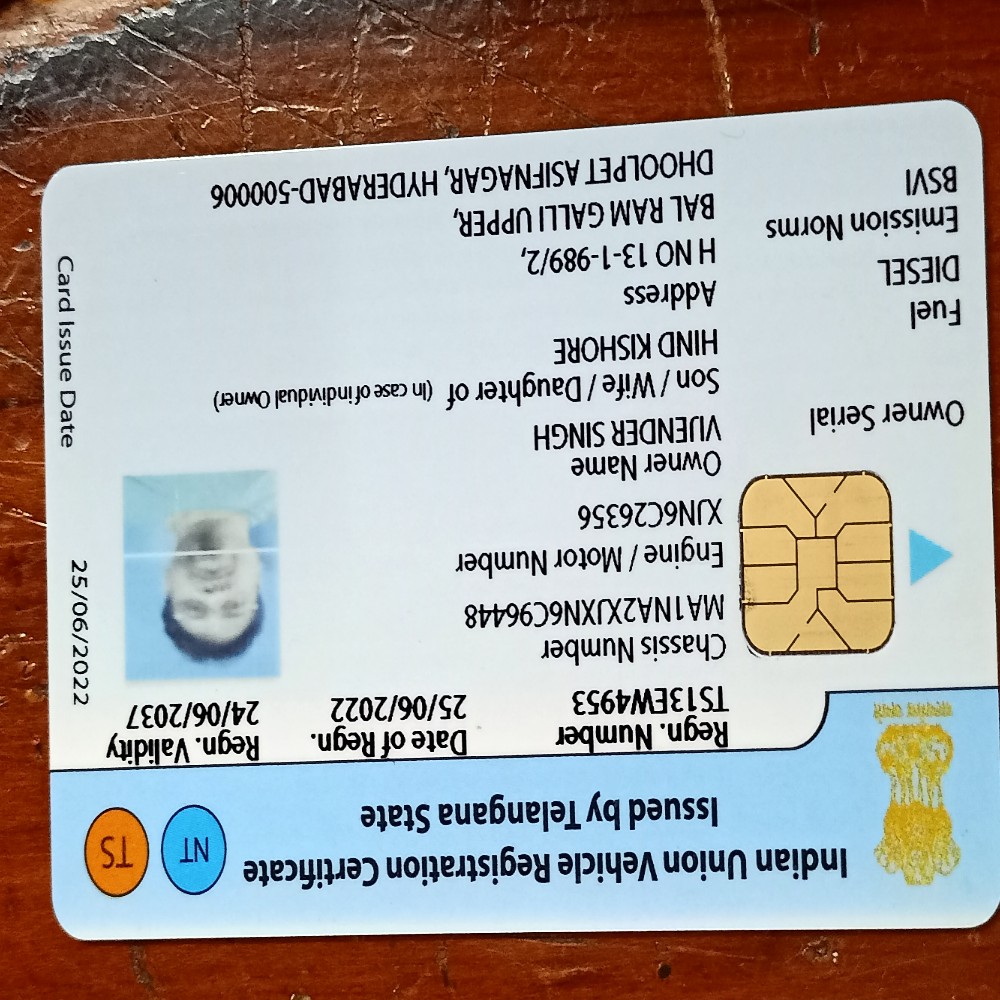 Indian Union Vehicle Registration Certificate
Issued by Telangana State
NT
TS
Regn. Number
TS13EW4953
Date of Regn.
25/06/2022
Regn. Validity
24/06/2037
Chassis Number
MA1NA2XJXN6C96448
Engine / Motor Number
XJN6C26356
Owner Name
VIJENDER SINGH
Son / Wife / Daughter of (In case of individual Owner)
HIND KISHORE
Address
H NO 13-1-989/2,
BAL RAM GALLI UPPER,
DHOOLPET ASIFNAGAR, HYDERABAD-500006
Owner Serial
Fuel
DIESEL
Emission Norms
BSVI
Card Issue Date
25/06/2022